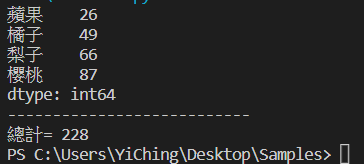 蘋果    26
橘子    49
梨子    66
櫻桃    87
dtype: int64
---------------------------
總計= 228
PS C:\Users\YiChing\Desktop\Samples>